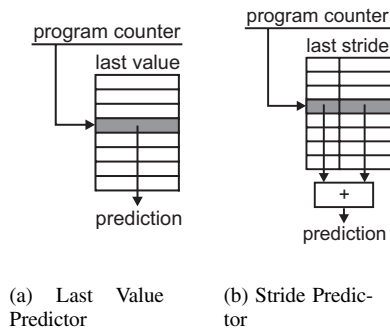 program counter
last value
prediction
(a) Last Value
Predictor
program counter
last stride
+
prediction
(b) Stride Predic-
tor